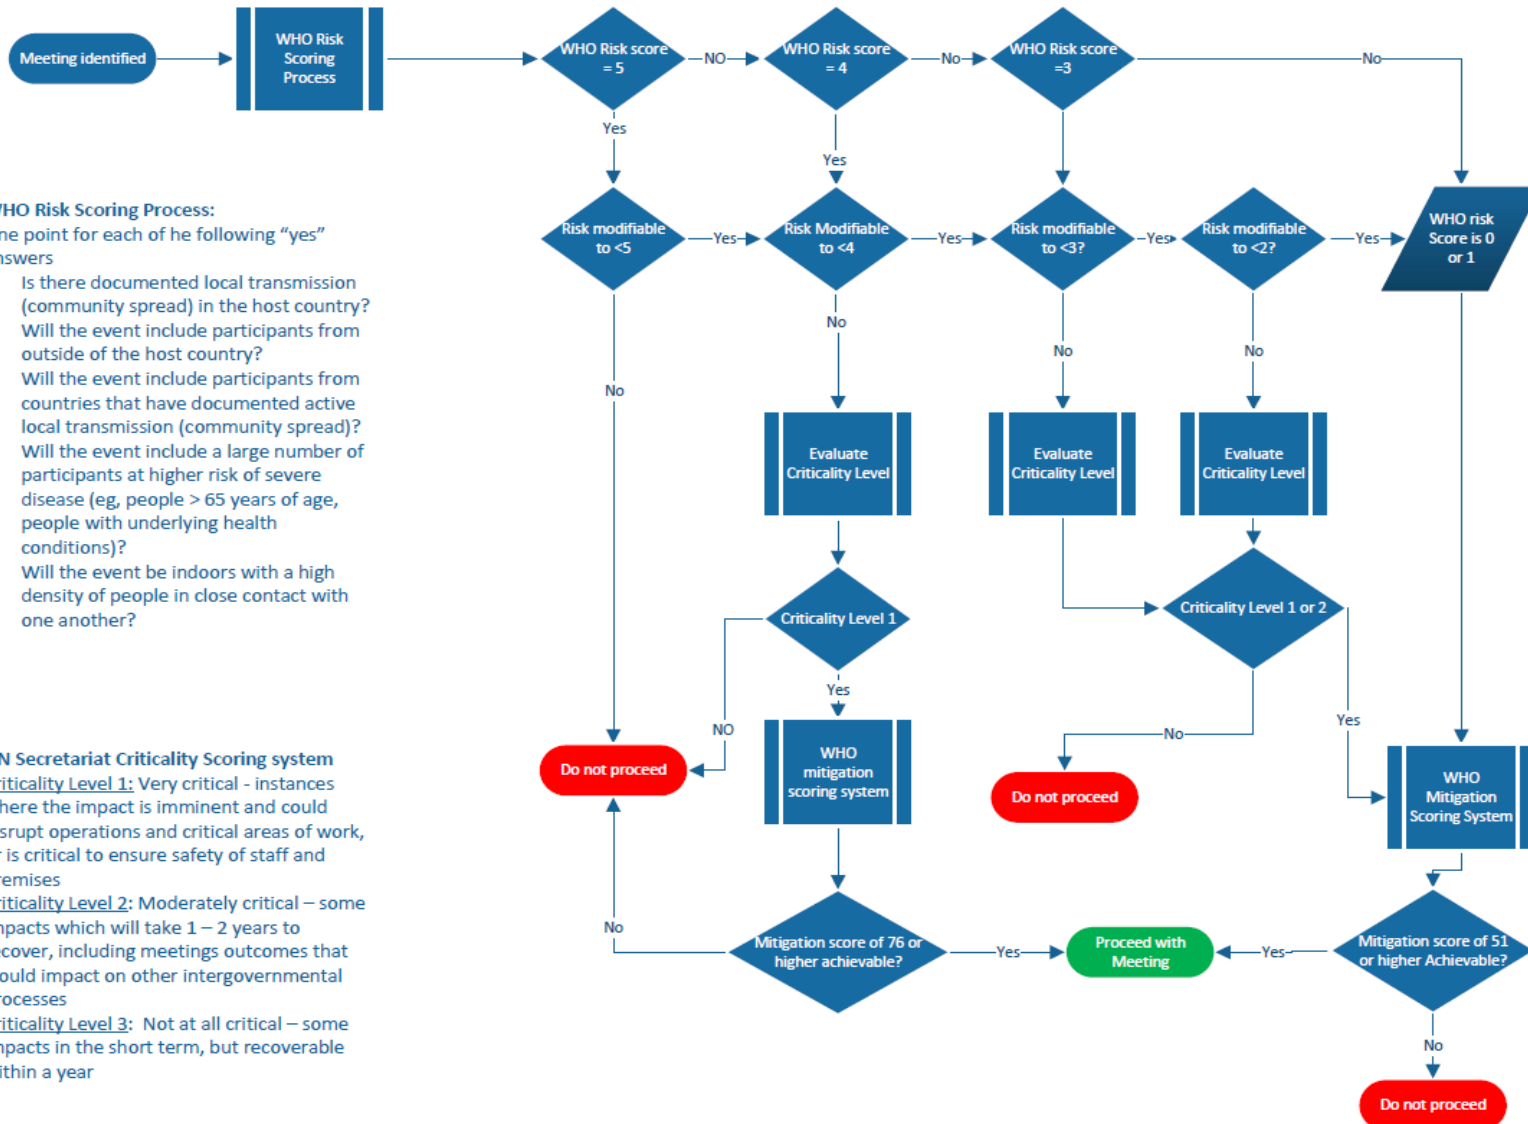 Meeting identified
WHO Risk
Scoring
Process
WHO Risk score
= 5
NO
WHO Risk score
= 4
No
WHO Risk score
=3
No
Yes
Yes
Risk modifiable
to <5
Yes
Risk Modifiable
to <4
Yes
Risk modifiable
to <3?
Yes
Risk modifiable
to <2?
Yes
WHO risk
Score is 0
or 1
No
No
No
No
Evaluate
Criticality Level
Evaluate
Criticality Level
Evaluate
Criticality Level
Criticality Level 1
Criticality Level 1 or 2
Yes
NO
No
Yes
Do not proceed
WHO
mitigation
scoring system
Do not proceed
WHO
Mitigation
Scoring System
No
Mitigation score of 76 or
higher achievable?
Yes
Proceed with
Meeting
Yes
Mitigation score of 51
or higher Achievable?
No
Do not proceed
WHO Risk Scoring Process:
ne point for each of he following “yes”
nswers
Is there documented local transmission
(community spread) in the host country?
Will the event include participants from
outside of the host country?
Will the event include participants from
countries that have documented active
local transmission (community spread)?
Will the event include a large number of
participants at higher risk of severe
disease (eg, people > 65 years of age,
people with underlying health
conditions)?
Will the event be indoors with a high
density of people in close contact with
one another?
N Secretariat Criticality Scoring system
riticality Level 1: Very critical - instances
here the impact is imminent and could
srupt operations and critical areas of work,
r is critical to ensure safety of staff and
remises
riticality Level 2: Moderately critical – some
mpacts which will take 1 – 2 years to
ecover, including meetings outcomes that
ould impact on other intergovernmental
rocesses
riticality Level 3:  Not at all critical – some
mpacts in the short term, but recoverable
ithin a year